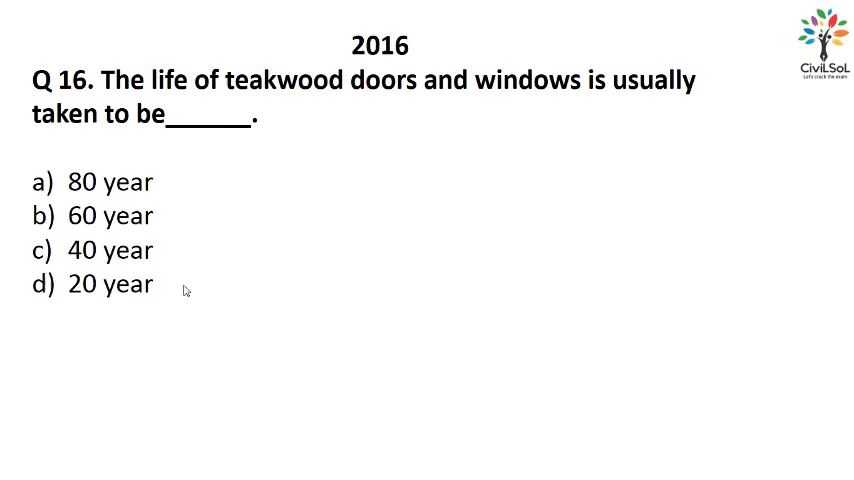 2016
CiviLSoL
Let's crack the exam
Q 16. The life of teakwood doors and windows is usually
taken to be______.
a) 80 year
b) 60 year
c) 40 year
d) 20 year